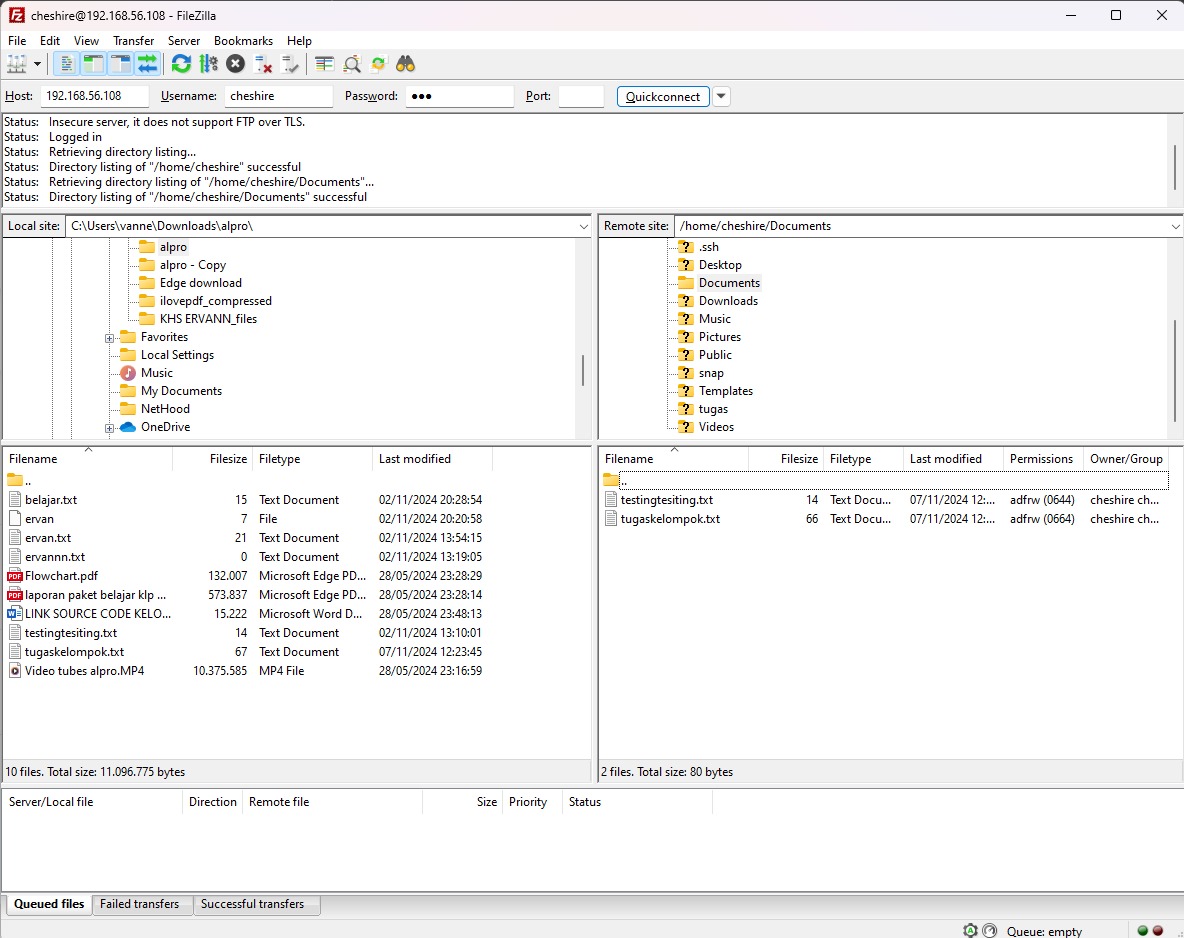 cheshire@192.168.56.108 - FileZilla
File Edit View Transfer Server Bookmarks Help
Host: 192.168.56.108 Username: cheshire Password: ●●● Port: Quickconnect
Status: Insecure server, it does not support FTP over TLS.
Status: Logged in
Status: Retrieving directory listing...
Status: Directory listing of "/home/cheshire" successful
Status: Retrieving directory listing of "/home/cheshire/Documents"...
Status: Directory listing of "/home/cheshire/Documents" successful
Local site: C:\Users\vanne\Downloads\alpro\
alpro
alpro - Copy
Edge download
ilovepdf_compressed
KHS ERVANN_files
Favorites
Local Settings
Music
My Documents
NetHood
OneDrive
Filename Filesize Filetype Last modified
..
belajar.txt 15 Text Document 02/11/2024 20:28:54
ervan 7 File 02/11/2024 20:20:58
ervan.txt 21 Text Document 02/11/2024 13:54:15
ervannn.txt 0 Text Document 02/11/2024 13:19:05
Flowchart.pdf 132.007 Microsoft Edge PD... 28/05/2024 23:28:29
laporan paket belajar klp ... 573.837 Microsoft Edge PD... 28/05/2024 23:28:14
LINK SOURCE CODE KELO... 15.222 Microsoft Word D... 28/05/2024 23:48:13
testingtesiting.txt 14 Text Document 02/11/2024 13:10:01
tugaskelompok.txt 67 Text Document 07/11/2024 12:23:45
Video tubes alpro.MP4 10.375.585 MP4 File 28/05/2024 23:16:59
10 files. Total size: 11.096.775 bytes
Remote site: /home/cheshire/Documents
.ssh
Desktop
Documents
Downloads
Music
Pictures
Public
snap
Templates
tugas
Videos
Filename Filesize Filetype Last modified Permissions Owner/Group
..
testingtesiting.txt 14 Text Docu... 07/11/2024 12:... adfrw (0644) cheshire ch...
tugaskelompok.txt 66 Text Docu... 07/11/2024 12:... adfrw (0664) cheshire ch...
2 files. Total size: 80 bytes
Server/Local file Direction Remote file Size Priority Status
Queued files Failed transfers Successful transfers
Queue: empty